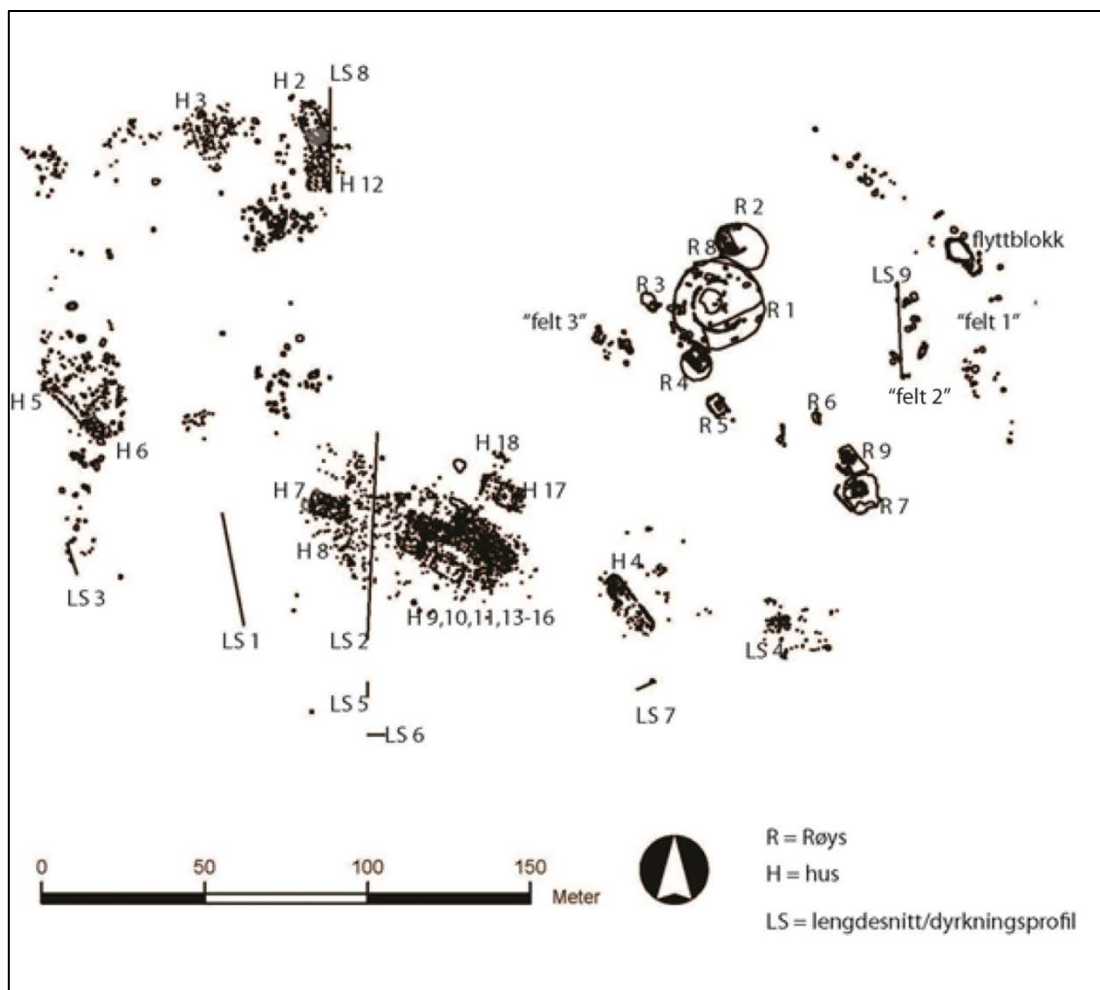 H 2
LS 8
H 3
H 12
R 2
R 8
flyttblokk
LS 9
R 3
R 1
"felt 3"
"felt 1"
R 4
"felt 2"
H 5
R 5
R 6
H 6
H 18
R 9
H 7
H 17
R 7
H 8
H 4
LS 3
H 9,10,11,13-16
LS 1
LS 2
LS 4
LS 5
LS 7
LS 6
R = Røys
0 50 100 150
H = hus
Meter
LS = lengdesnitt/dyrkningsprofil